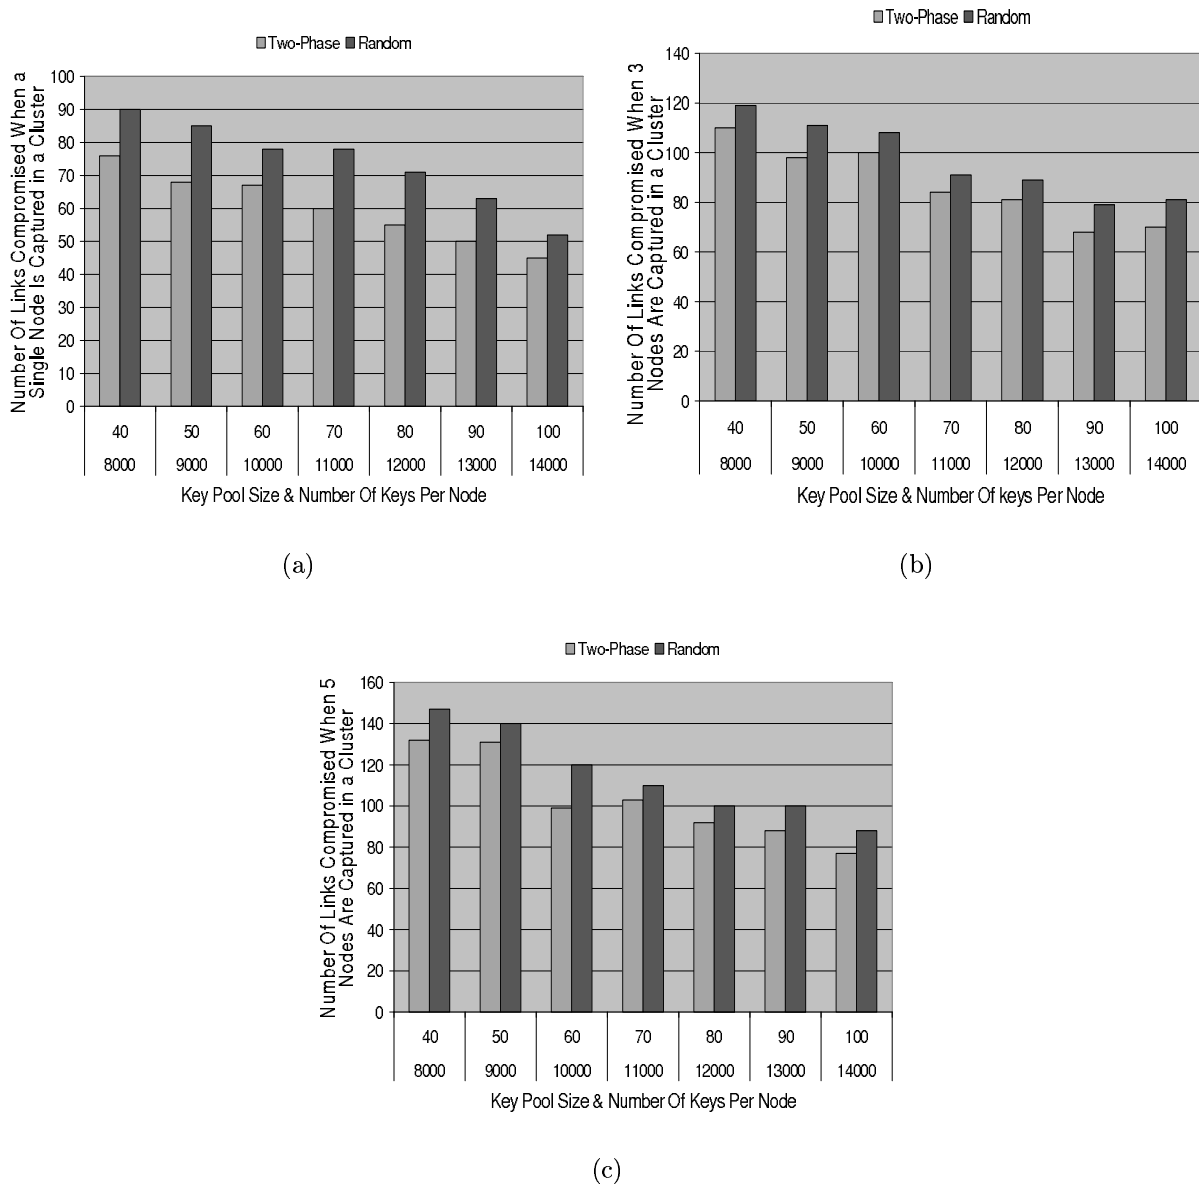 Two-Phase Random
Number Of Links Compromised When a
Single Node Is Captured in a Cluster
100
90
80
70
60
50
40
30
20
10
0
40 50 60 70 80 90 100
8000 9000 10000 11000 12000 13000 14000
Key Pool Size & Number Of Keys Per Node
(a)
Two-Phase Random
Number Of Links Compromised When 3
Nodes Are Captured in a Cluster
140
120
100
80
60
40
20
0
40 50 60 70 80 90 100
8000 9000 10000 11000 12000 13000 14000
Key Pool Size & Number Of keys Per Node
(b)
Two-Phase Random
Number Of Links Compromised When 5
Nodes Are Captured in a Cluster
160
140
120
100
80
60
40
20
0
40 50 60 70 80 90 100
8000 9000 10000 11000 12000 13000 14000
Key Pool Size & Number Of Keys Per Node
(c)